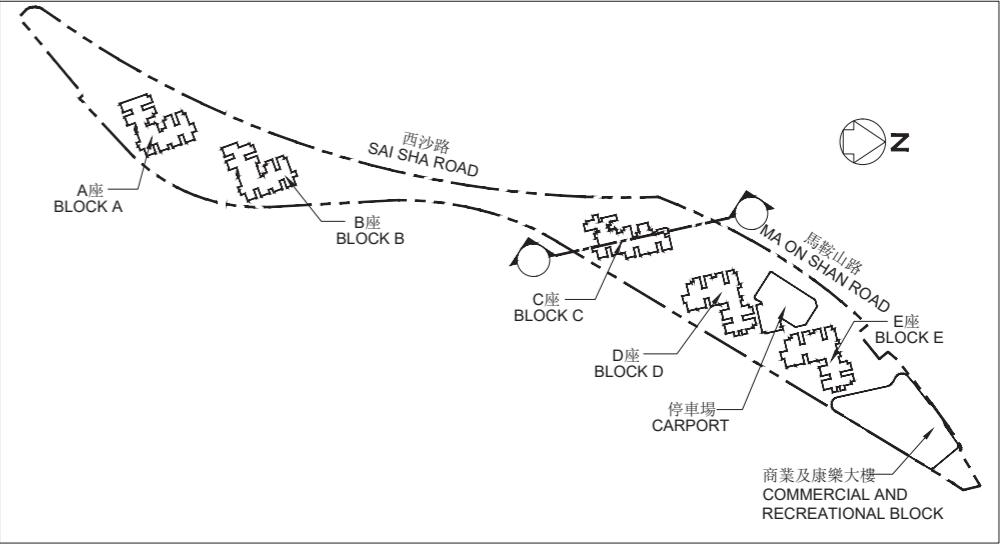 西沙路
SAI SHA ROAD
N
A座
BLOCK A
B座
BLOCK B
馬鞍山路
MA ON SHAN ROAD
C座
BLOCK C
E座
BLOCK E
D座
BLOCK D
停車場
CARPORT
商業及康樂大樓
COMMERCIAL AND
RECREATIONAL BLOCK